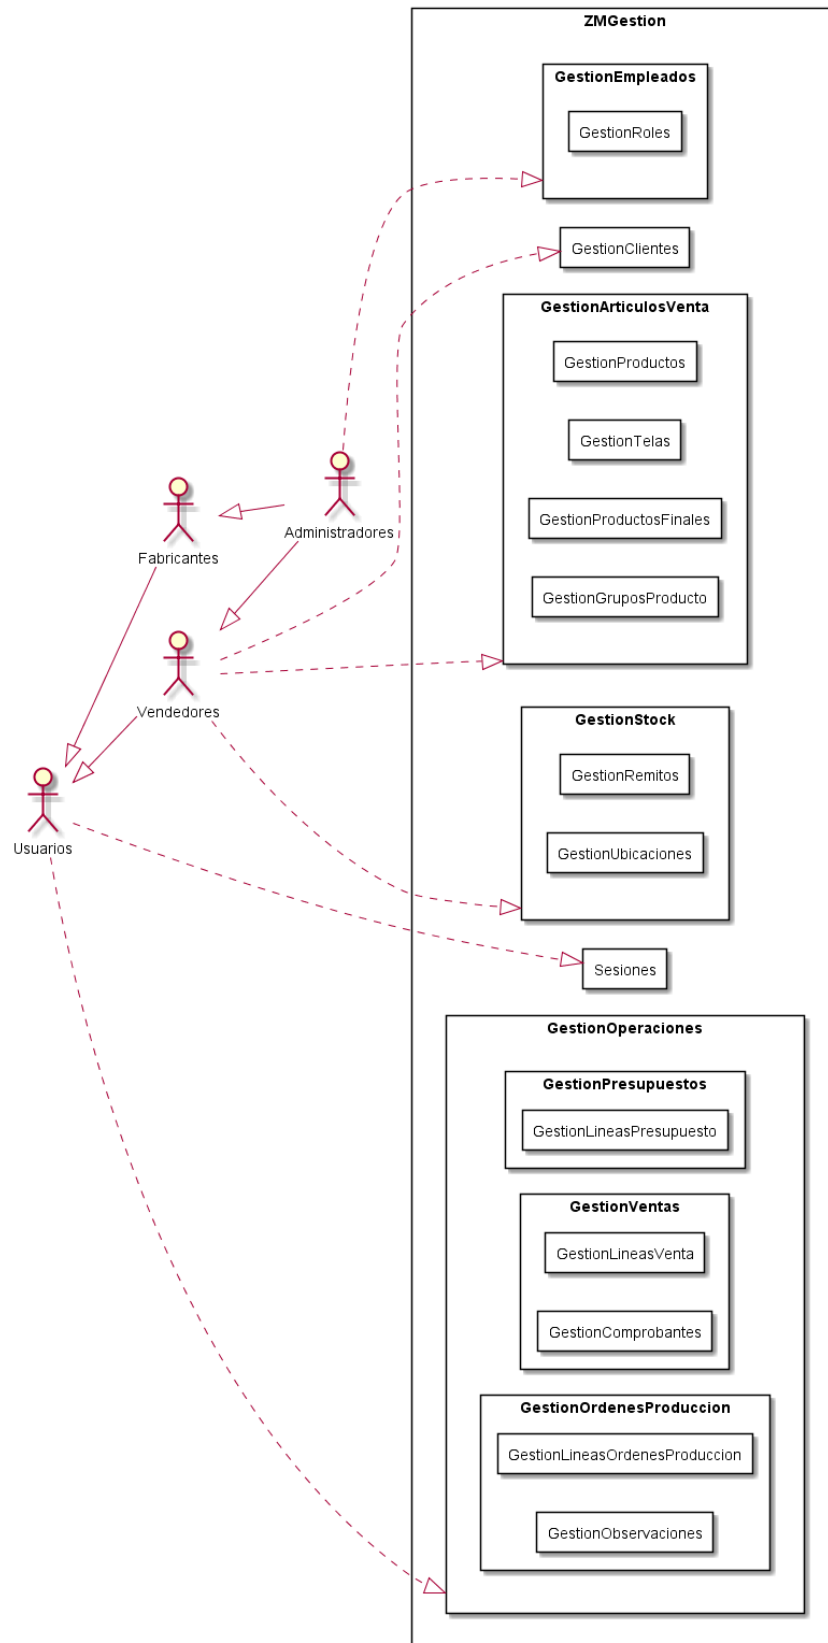 ZMGestion
GestionEmpleados
GestionRoles
GestionClientes
GestionArticulosVenta
GestionProductos
GestionTelas
GestionProductosFinales
GestionGruposProducto
Administradores
Fabricantes
Vendedores
Usuarios
GestionStock
GestionRemitos
GestionUbicaciones
Sesiones
GestionOperaciones
GestionPresupuestos
GestionLineasPresupuesto
GestionVentas
GestionLineasVenta
GestionComprobantes
GestionOrdenesProduccion
GestionLineasOrdenesProduccion
GestionObservaciones